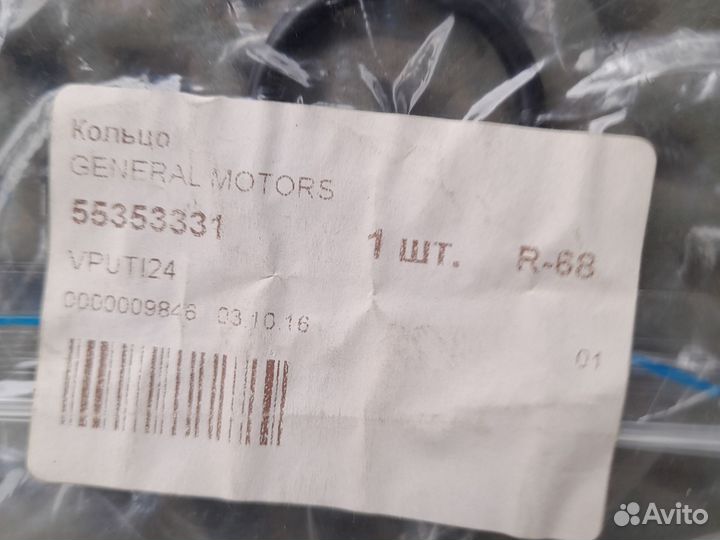 Кольцо
GENERAL MOTORS
55353331
1 шт. R-68
VPUTI24
0000009846 03.10.16
01
Avito